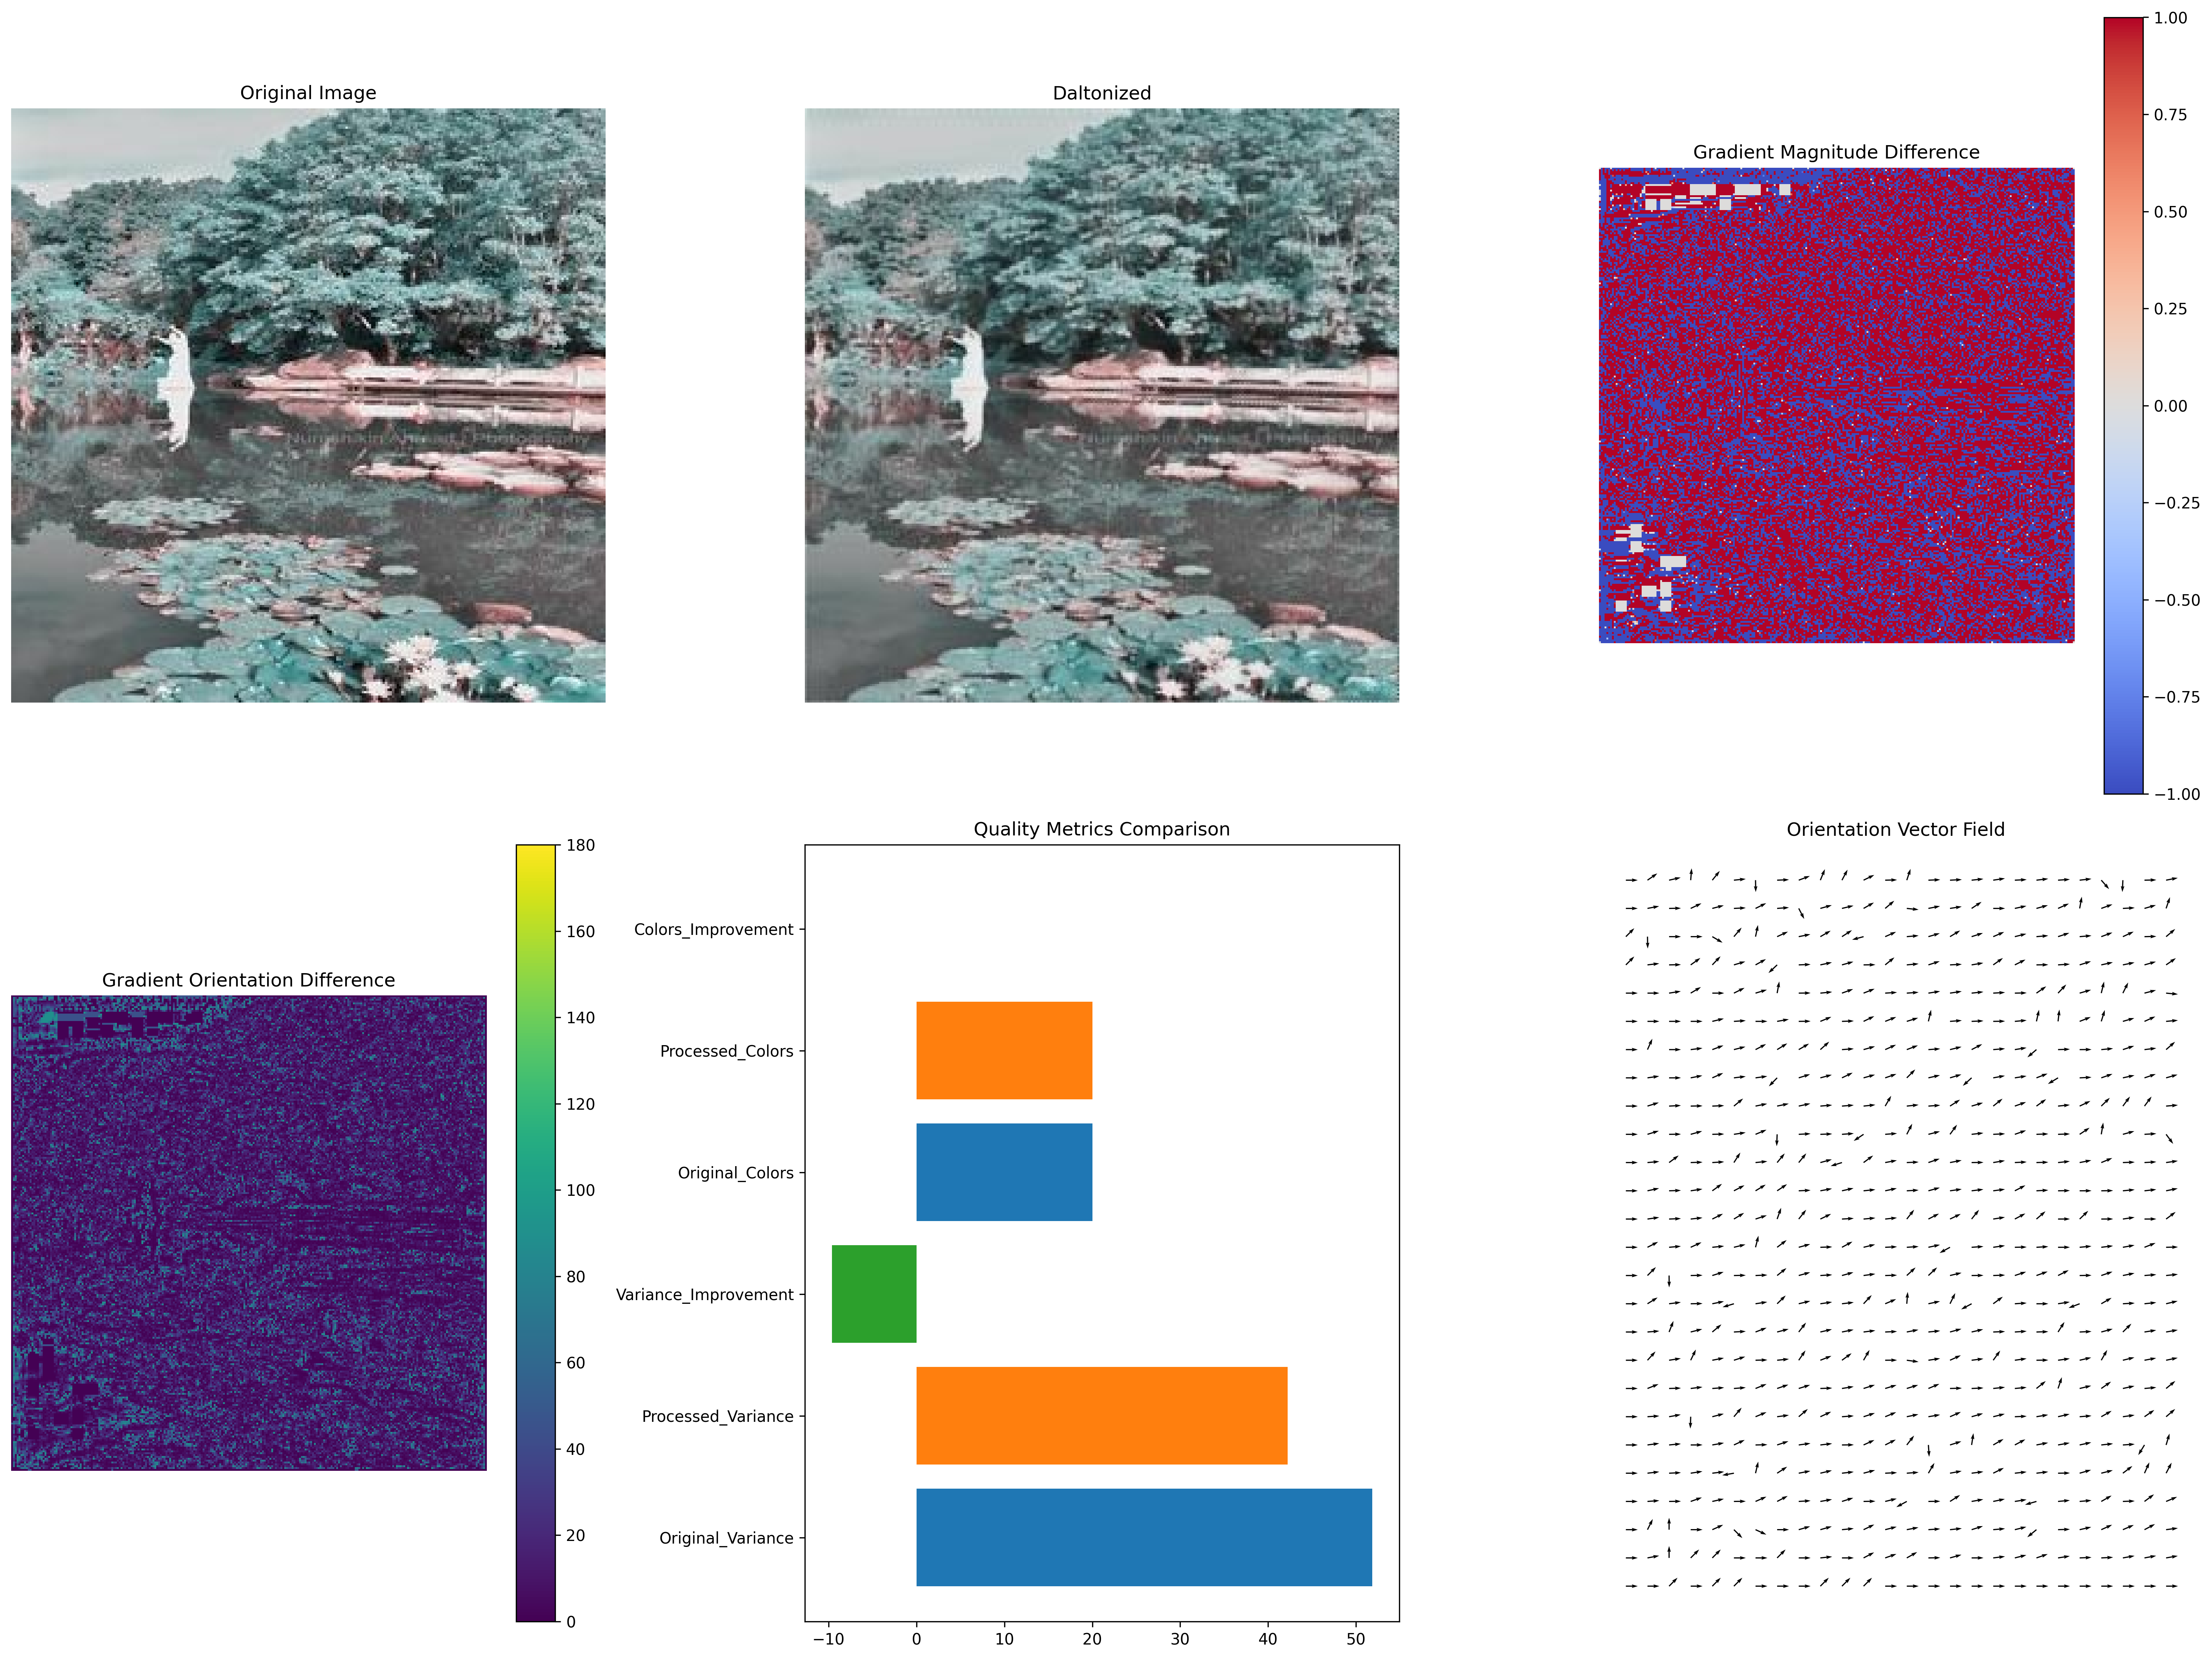 Original Image
Daltonized
Gradient Magnitude Difference
1.00
0.75
0.50
0.25
0.00
−0.25
−0.50
−0.75
−1.00
Photography
Gradient Orientation Difference
180
160
140
120
100
80
60
40
20
0
Quality Metrics Comparison
Colors_Improvement
Processed_Colors
Original_Colors
Variance_Improvement
Processed_Variance
Original_Variance
−10
0
10
20
30
40
50
Orientation Vector Field